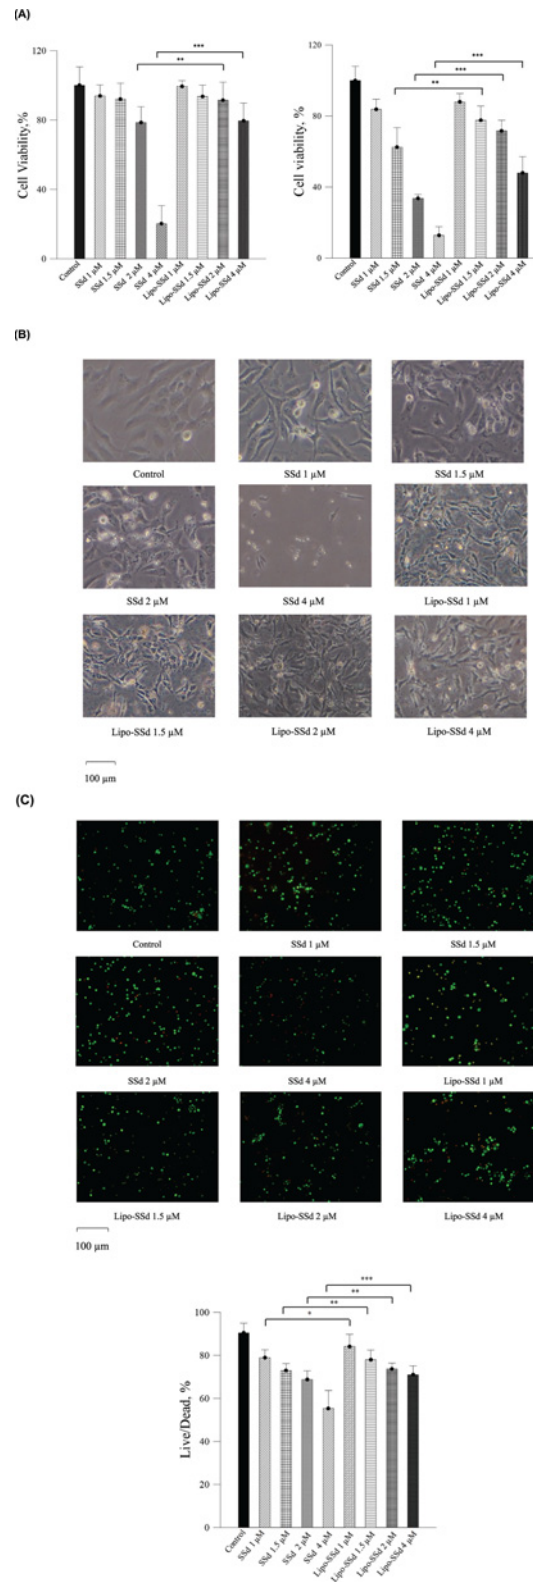 (A)
120
80
40
0
Cell Viability,%
**
***
Control
SSd 1 µM
SSd 1.5 µM
SSd 2 µM
SSd 4 µM
Lipo-SSd 1 µM
Lipo-SSd 1.5 µM
Lipo-SSd 2 µM
Lipo-SSd 4 µM
120
80
40
0
Cell viability, %
**
***
***
Control
SSd 1 µM
SSd 1.5 µM
SSd 2 µM
SSd 4 µM
Lipo-SSd 1 µM
Lipo-SSd 1.5 µM
Lipo-SSd 2 µM
Lipo-SSd 4 µM
(B)
Control
SSd 1 µM
SSd 1.5 µM
SSd 2 µM
SSd 4 µM
Lipo-SSd 1 µM
Lipo-SSd 1.5 µM
Lipo-SSd 2 µM
Lipo-SSd 4 µM
100 µm
(C)
Control
SSd 1 µM
SSd 1.5 µM
SSd 2 µM
SSd 4 µM
Lipo-SSd 1 µM
Lipo-SSd 1.5 µM
Lipo-SSd 2 µM
Lipo-SSd 4 µM
100 µm
100
80
60
40
20
0
Live/Dead, %
*
**
**
***
Control
SSd 1 µM
SSd 1.5 µM
SSd 2 µM
SSd 4 µM
Lipo-SSd 1 µM
Lipo-SSd 1.5 µM
Lipo-SSd 2 µM
Lipo-SSd 4 µM